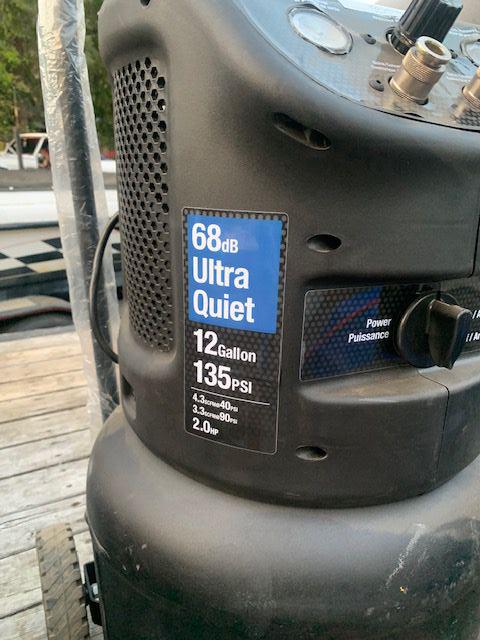 68dB
Ultra
Quiet
12Gallon
135PSI
4.3SCFM@40PSI
3.3SCFM@90PSI
2.0HP
Power
Puissance